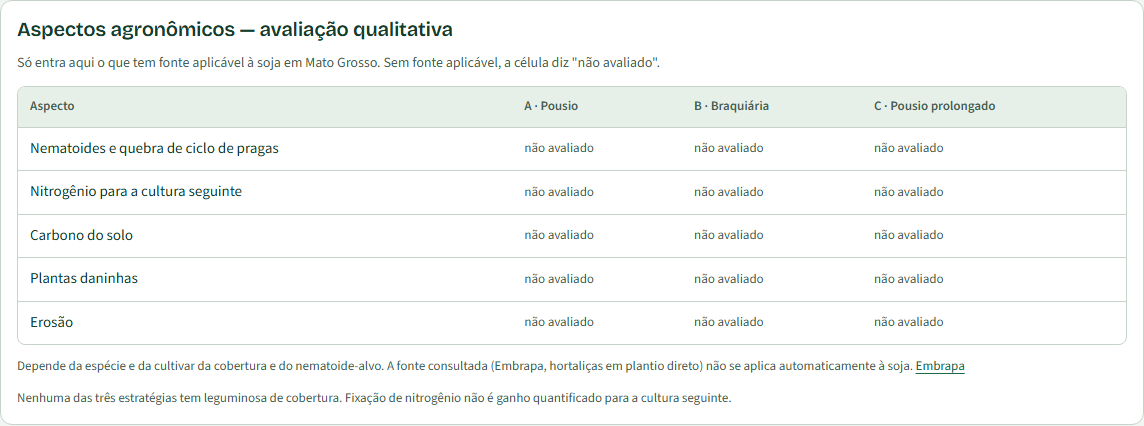 Aspectos agronômicos — avaliação qualitativa
Só entra aqui o que tem fonte aplicável à soja em Mato Grosso. Sem fonte aplicável, a célula diz "não avaliado".
Aspecto A · Pousio B · Braquiária C · Pousio prolongado
Nematoides e quebra de ciclo de pragas não avaliado não avaliado não avaliado
Nitrogênio para a cultura seguinte não avaliado não avaliado não avaliado
Carbono do solo não avaliado não avaliado não avaliado
Plantas daninhas não avaliado não avaliado não avaliado
Erosão não avaliado não avaliado não avaliado
Depende da espécie e da cultivar da cobertura e do nematoide-alvo. A fonte consultada (Embrapa, hortaliças em plantio direto) não se aplica automaticamente à soja. Embrapa
Nenhuma das três estratégias tem leguminosa de cobertura. Fixação de nitrogênio não é ganho quantificado para a cultura seguinte.